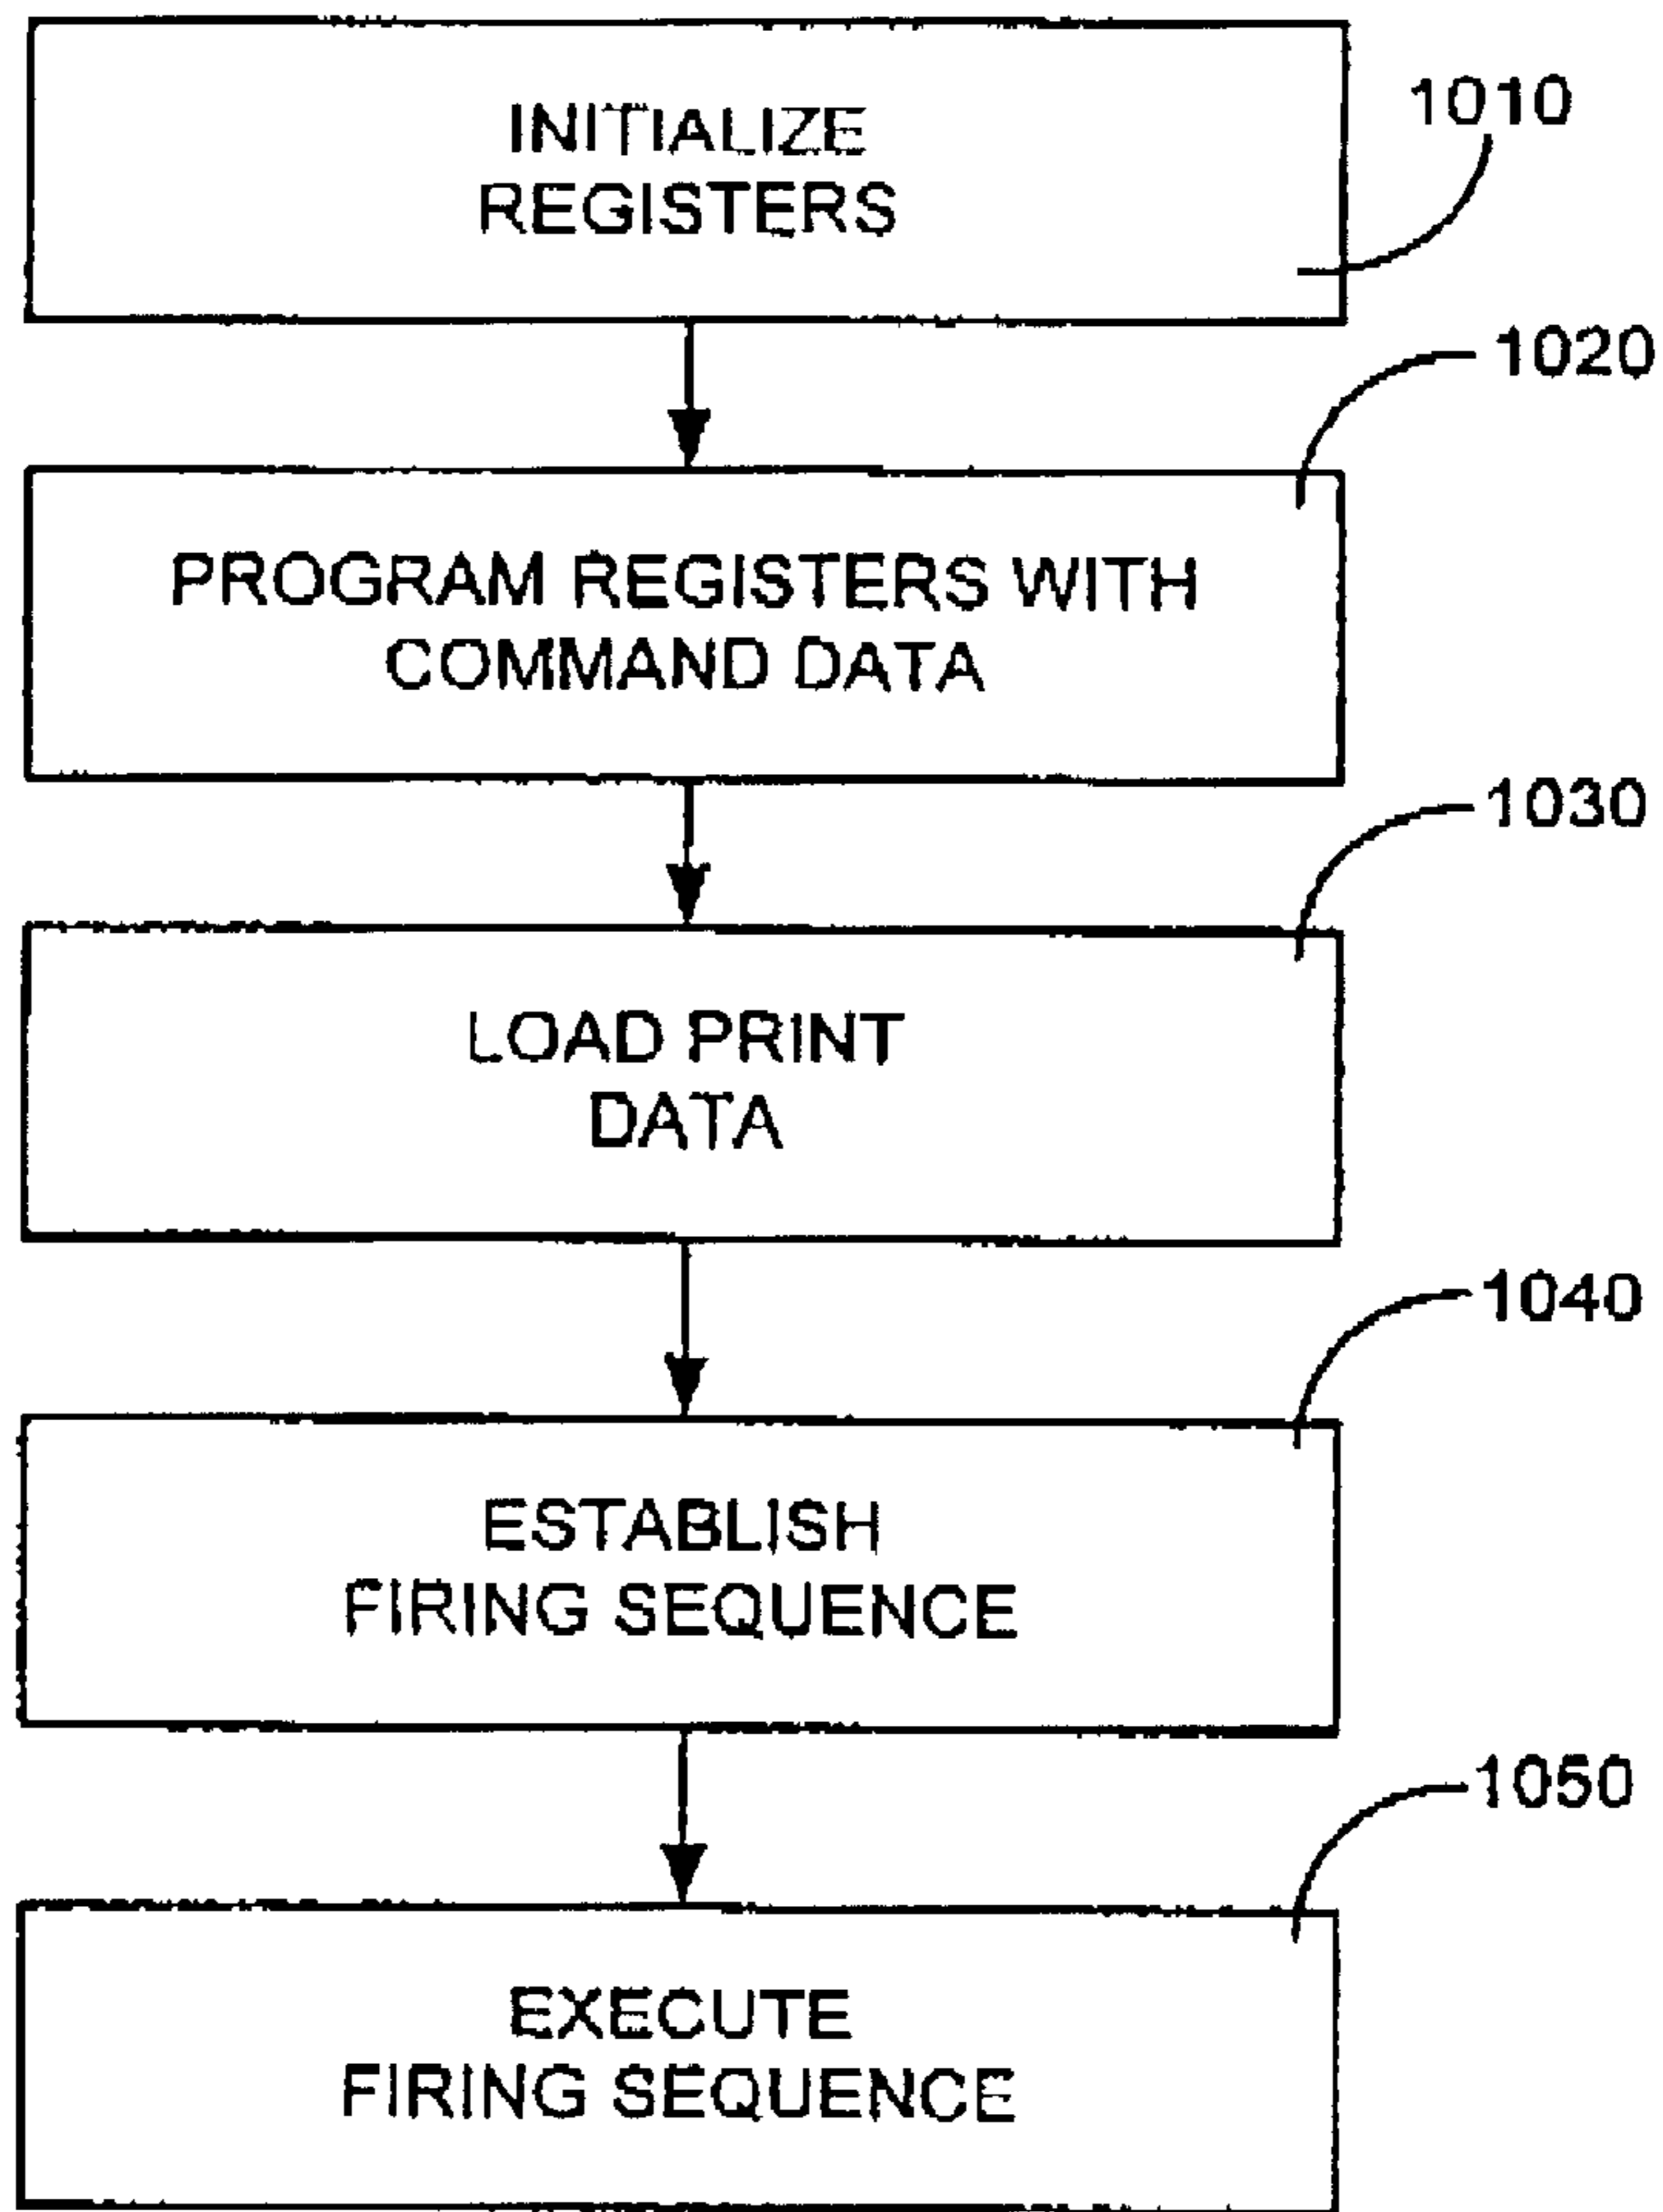 INITIALIZE
REGISTERS
1010
1020
PROGRAM REGISTERS WITH
COMMAND DATA
1030
LOAD PRINT
DATA
1040
ESTABLISH
FIRING SEQUENCE
1050
EXECUTE
FIRING SEQUENCE